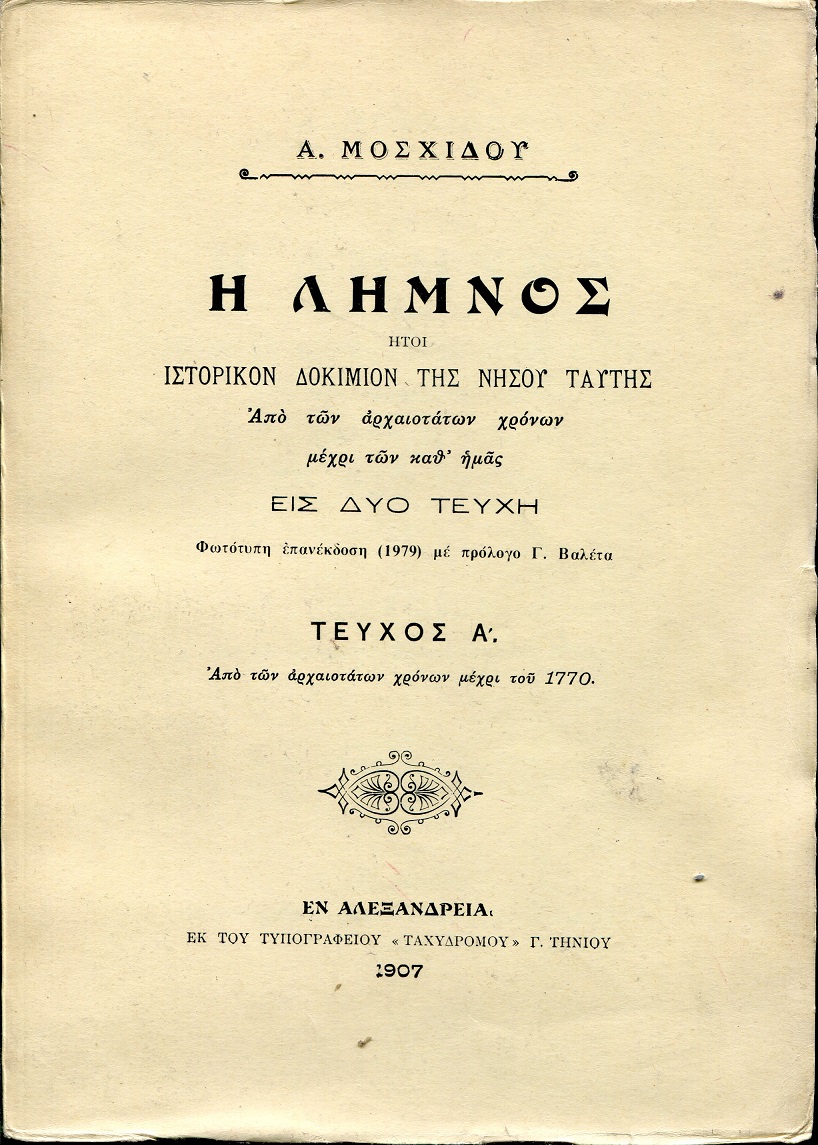 Α. ΜΟΣΧΙΔΟΥ
Η ΛΗΜΝΟΣ
ΗΤΟΙ
ΙΣΤΟΡΙΚΟΝ ΔΟΚΙΜΙΟΝ ΤΗΣ ΝΗΣΟΥ ΤΑΥΤΗΣ
Ἀπὸ τῶν ἀρχαιοτάτων χρόνων
μέχρι τῶν καθ' ἡμᾶς
ΕΙΣ ΔΥΟ ΤΕΥΧΗ
Φωτότυπη ἐπανέκδοση (1979) μέ πρόλογο Γ. Βαλέτα
ΤΕΥΧΟΣ Α'.
Ἀπὸ τῶν ἀρχαιοτάτων χρόνων μέχρι τοῦ 1770.
ΕΝ ΑΛΕΞΑΝΔΡΕΙΑι
ΕΚ ΤΟΥ ΤΥΠΟΓΡΑΦΕΙΟΥ «ΤΑΧΥΔΡΟΜΟΥ» Γ. ΤΗΝΙΟΥ
1907